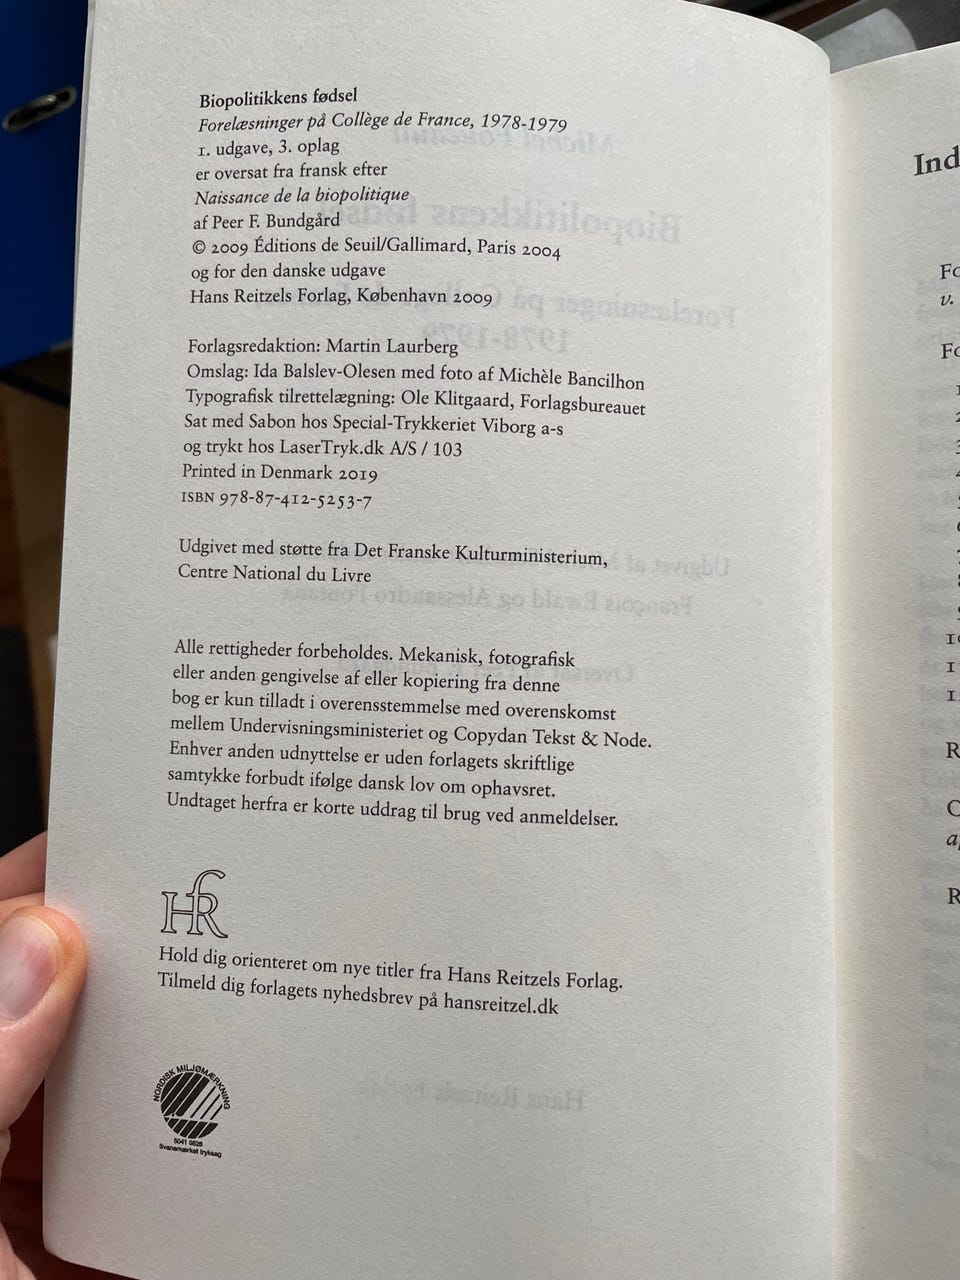 Biopolitikkens fødsel
Forelæsninger på Collège de France, 1978-1979
1. udgave, 3. oplag
er oversat fra fransk efter
Naissance de la biopolitique
af Peer F. Bundgård
© 2009 Éditions de Seuil/Gallimard, Paris 2004
og for den danske udgave
Hans Reitzels Forlag, København 2009
Forlagsredaktion: Martin Laurberg
Omslag: Ida Balslev-Olesen med foto af Michèle Bancilhon
Typografisk tilrettelægning: Ole Klitgaard, Forlagsbureauet
Sat med Sabon hos Special-Trykkeriet Viborg a-s
og trykt hos LaserTryk.dk A/S / 103
Printed in Denmark 2019
ISBN 978-87-412-5253-7
Udgivet med støtte fra Det Franske Kulturministerium,
Centre National du Livre
Alle rettigheder forbeholdes. Mekanisk, fotografisk
eller anden gengivelse af eller kopiering fra denne
bog er kun tilladt i overensstemmelse med overenskomst
mellem Undervisningsministeriet og Copydan Tekst & Node.
Enhver anden udnyttelse er uden forlagets skriftlige
samtykke forbudt ifølge dansk lov om ophavsret.
Undtaget herfra er korte uddrag til brug ved anmeldelser.
HfR
Hold dig orienteret om nye titler fra Hans Reitzels Forlag.
Tilmeld dig forlagets nyhedsbrev på hansreitzel.dk
NORDISK MILJØMÆRKNING
5041 0826
Svanemærket tryksag
Ind
Fo
v.